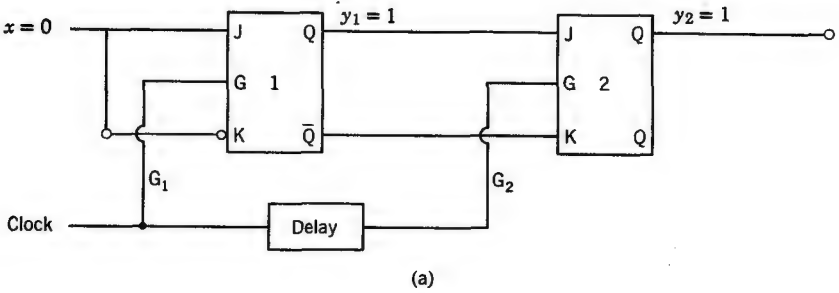 x = 0
J Q
G 1
K Q̅
G₁
y₁ = 1
J Q
G 2
K Q
G₂
y₂ = 1
Clock
Delay
(a)